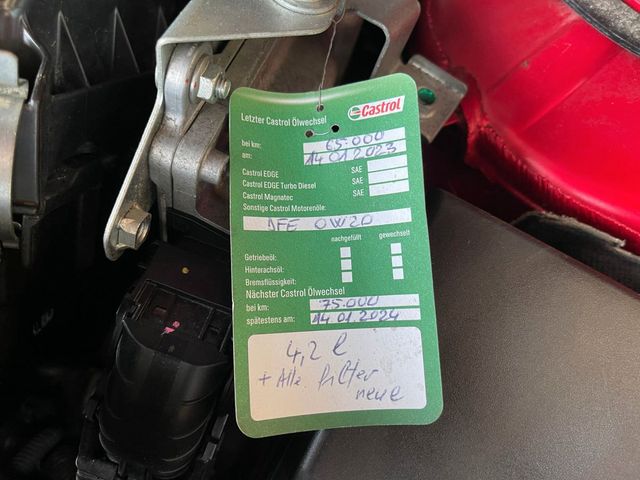 Castrol
Letzter Castrol Ölwechsel
bei km: 65.000
am: 14.01.2023
Castrol EDGE SAE
Castrol EDGE Turbo Diesel SAE
Castrol Magnatec SAE
Sonstige Castrol Motorenöle:
AFE 0W20
nachgefüllt gewechselt
Getriebeöl:
Hinterachsöl:
Bremsflüssigkeit:
Nächster Castrol Ölwechsel
bei km: 75.000
spätestens am: 14.01.2024
4,2 l
+ Alle filter
neue